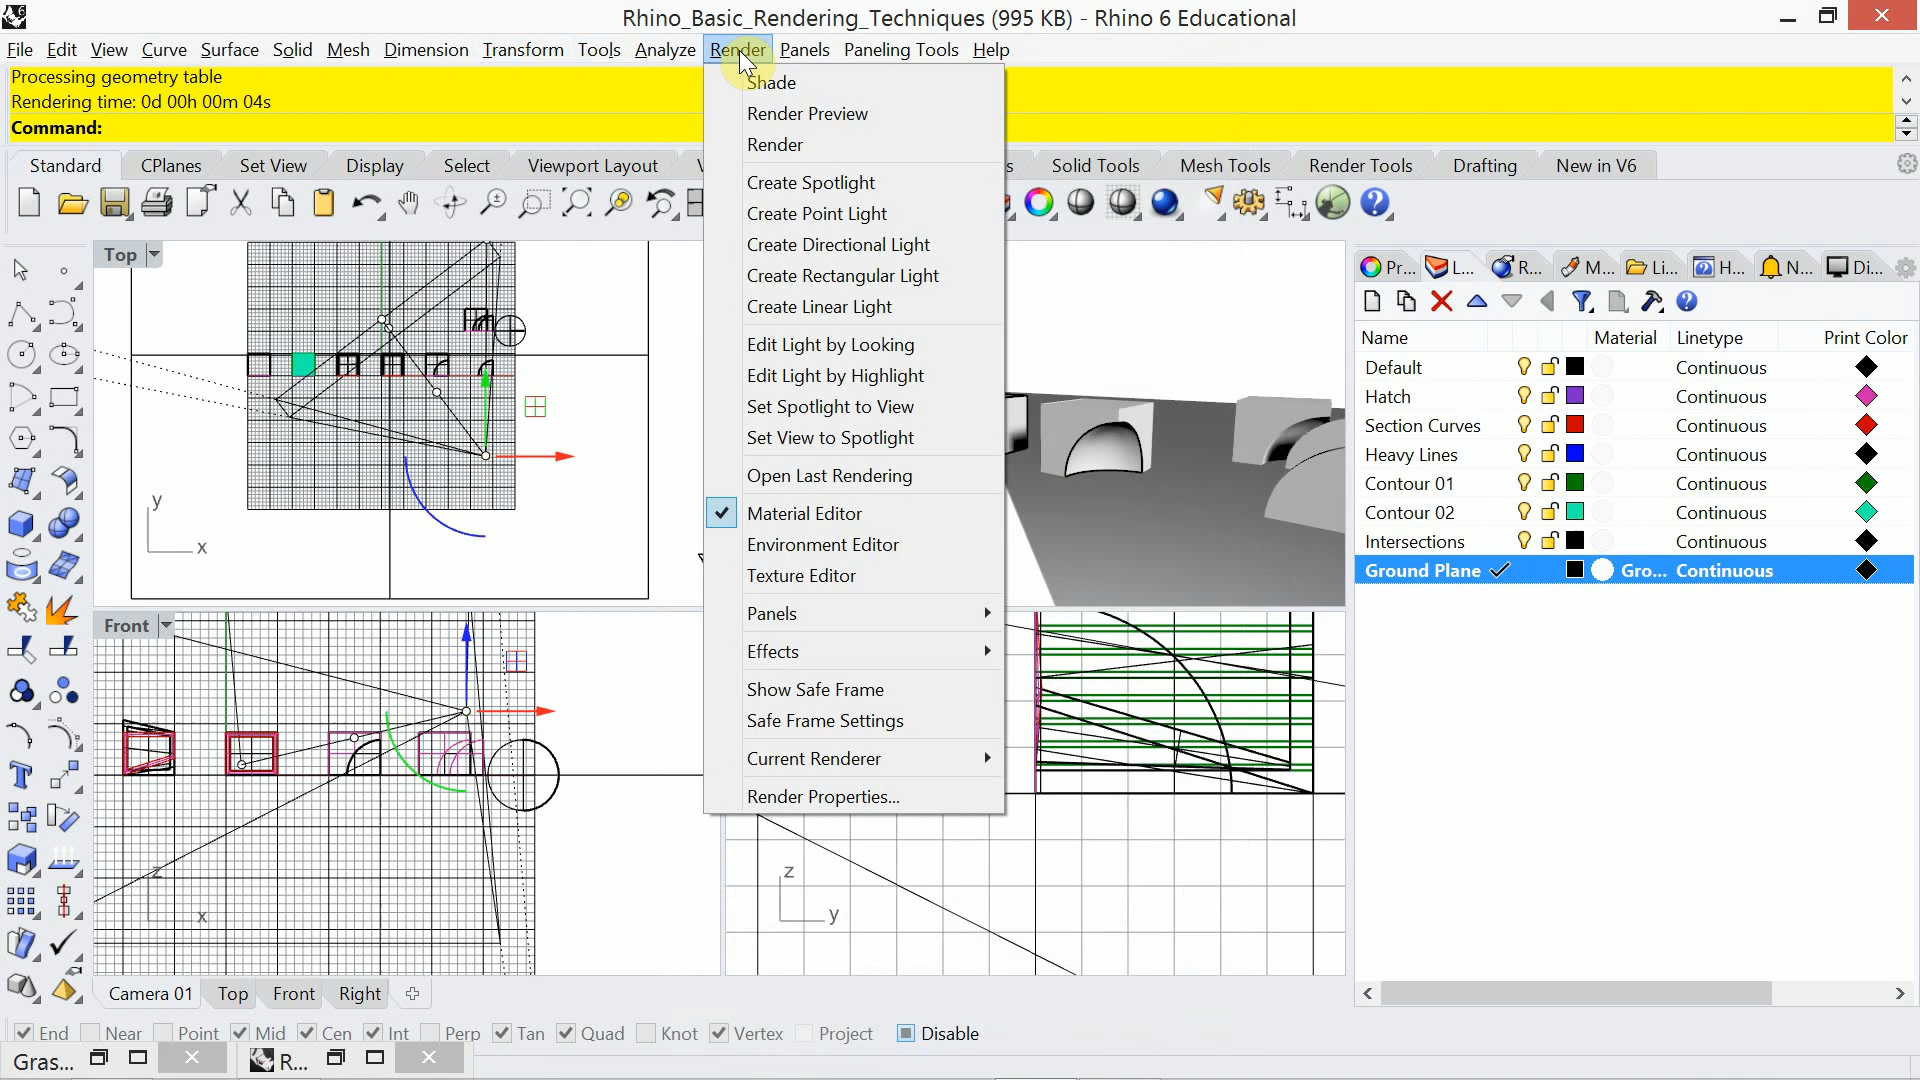 Rhino_Basic_Rendering_Techniques (995 KB) - Rhino 6 Educational
File Edit View Curve Surface Solid Mesh Dimension Transform Tools Analyze Render Panels Paneling Tools Help
Processing geometry table
Rendering time: 0d 00h 00m 04s
Command:
Standard CPlanes Set View Display Select Viewport Layout Solid Tools Mesh Tools Render Tools Drafting New in V6
Shade
Render Preview
Render
Create Spotlight
Create Point Light
Create Directional Light
Create Rectangular Light
Create Linear Light
Edit Light by Looking
Edit Light by Highlight
Set Spotlight to View
Set View to Spotlight
Open Last Rendering
Material Editor
Environment Editor
Texture Editor
Panels
Effects
Show Safe Frame
Safe Frame Settings
Current Renderer
Render Properties...
Top
y
x
Front
z
x
z
y
Pr... L... R... M... Li... H... N... Di...
Name Material Linetype Print Color
Default Continuous
Hatch Continuous
Section Curves Continuous
Heavy Lines Continuous
Contour 01 Continuous
Contour 02 Continuous
Intersections Continuous
Ground Plane Gro... Continuous
Camera 01 Top Front Right
End Near Point Mid Cen Int Perp Tan Quad Knot Vertex Project Disable
Gras... R...